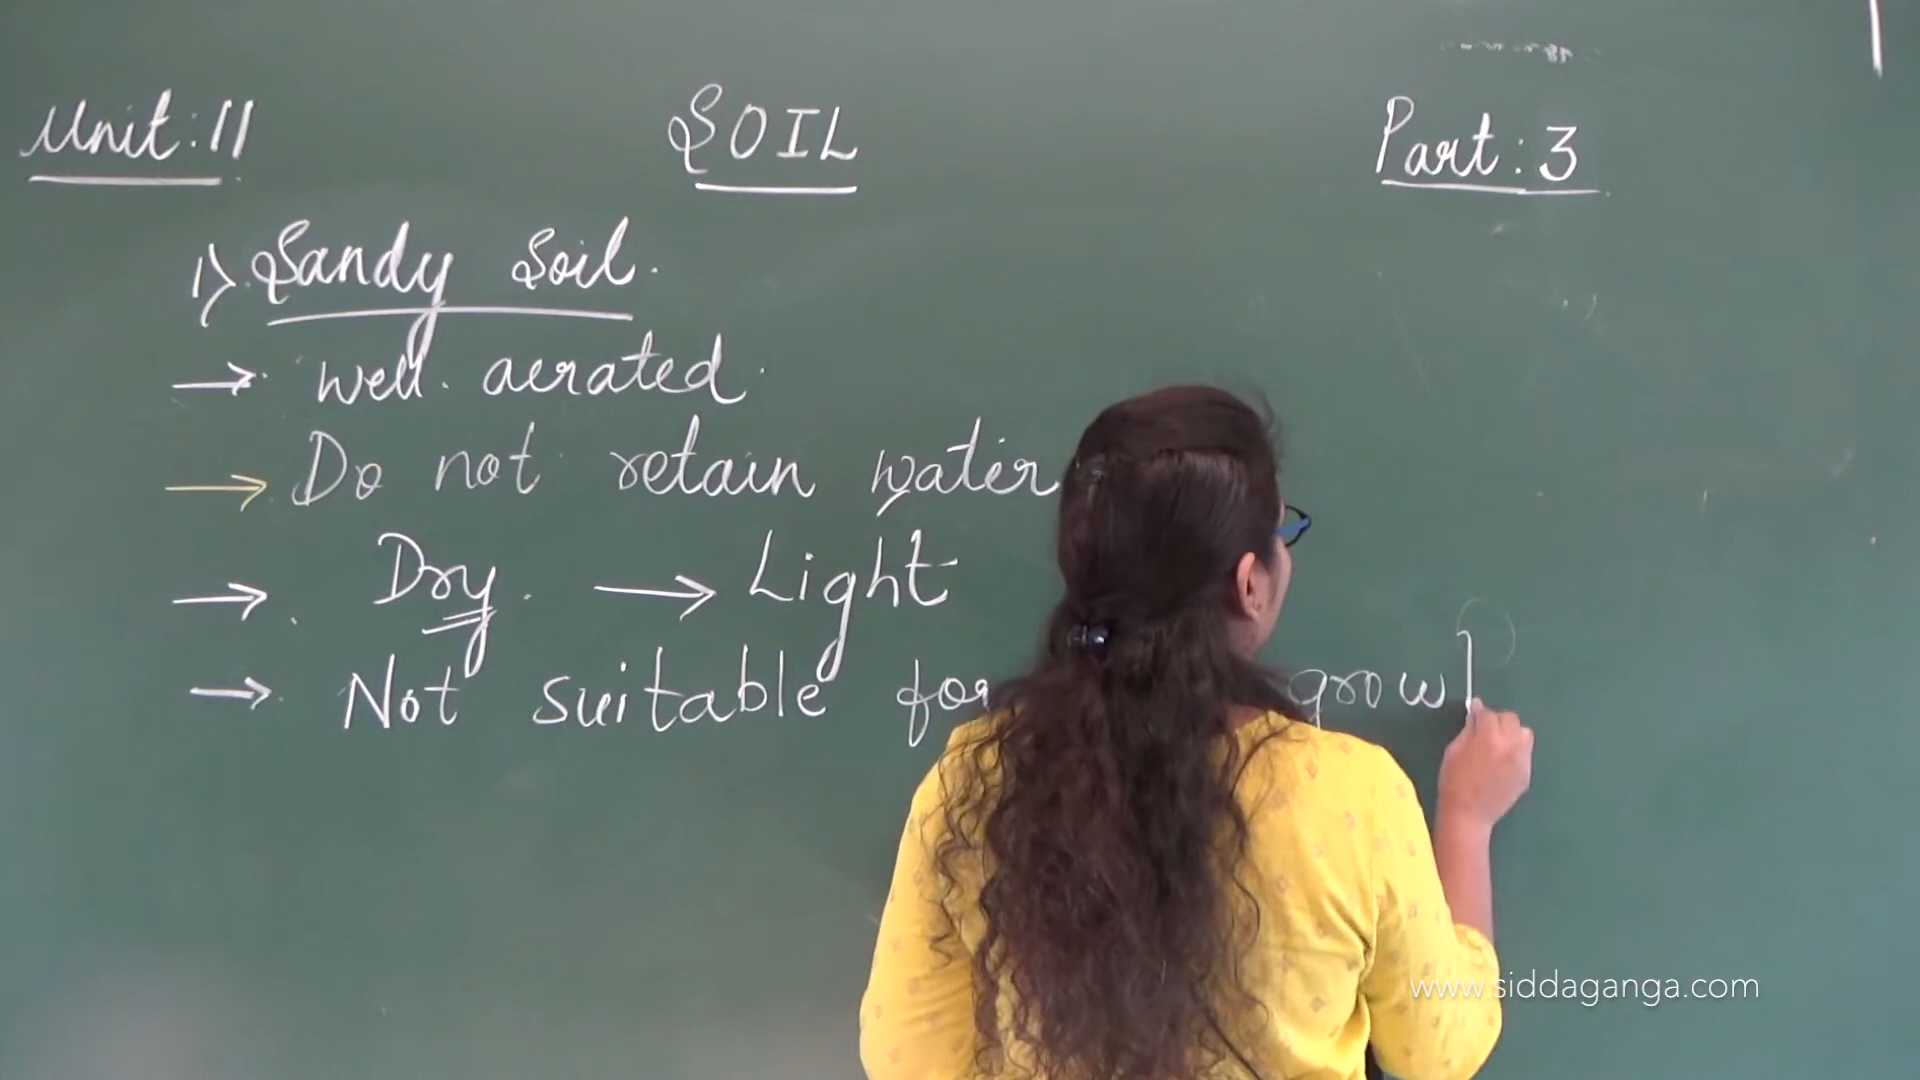 Unit: 11 SOIL Part: 3
1) Sandy Soil.
→ Well aerated.
→ Do not retain water
→ Dry. → Light
→ Not suitable for grow
www.siddaganga.com